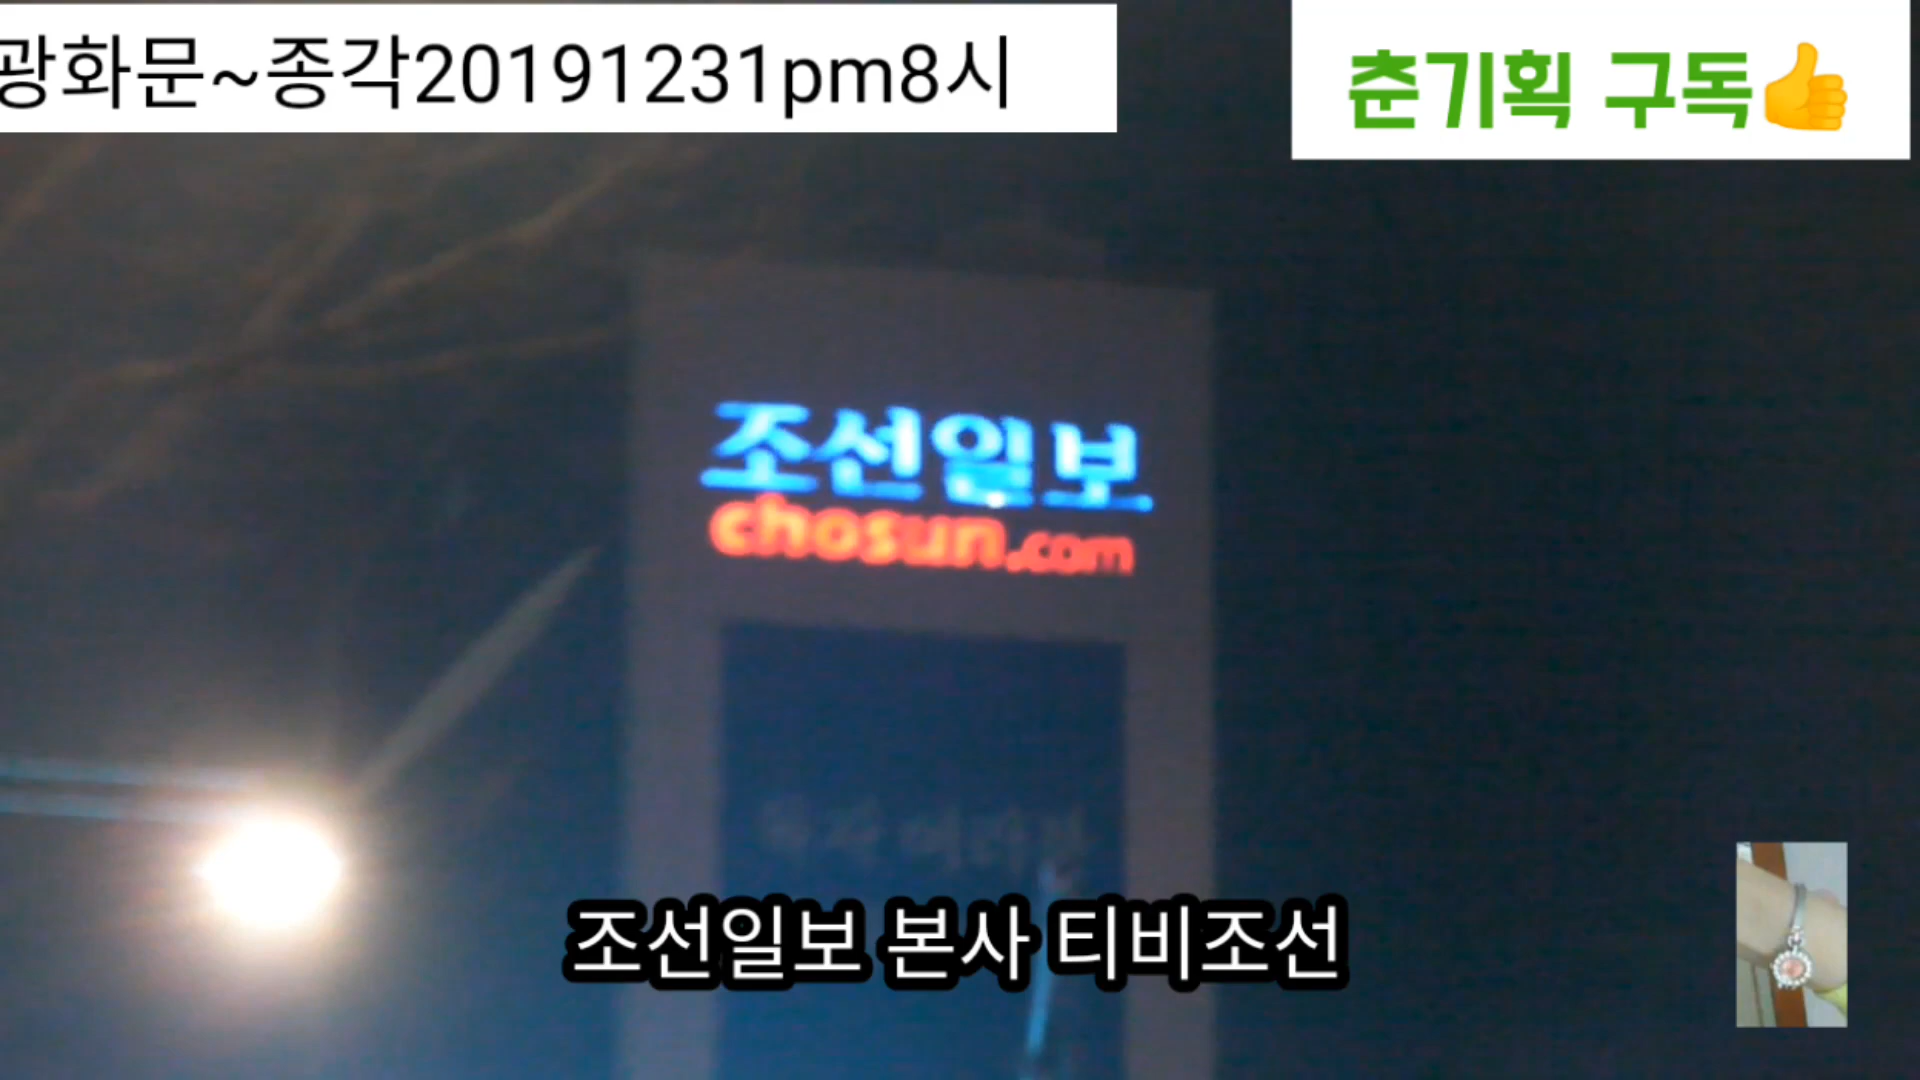 광화문~종각20191231pm8시
춘기획 구독👍
조선일보
chosun.com
조선일보 본사 티비조선